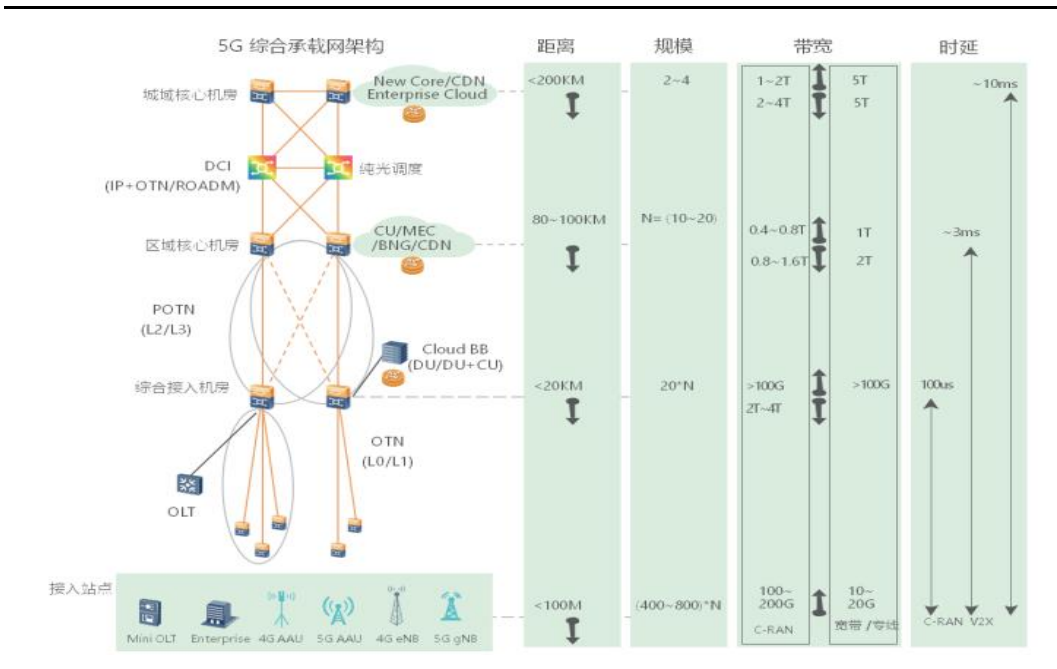 5G 综合承载网架构
距离
规模
带宽
时延
城域核心机房
New Core/CDN
Enterprise Cloud
<200KM
2~4
1~2T
5T
2~4T
5T
~10ms
DCI
(IP+OTN/ROADM)
纯光调度
区域核心机房
CU/MEC
/BNG/CDN
80~100KM
N= (10~20)
0.4~0.8T
1T
0.8~1.6T
2T
~3ms
POTN
(L2/L3)
Cloud BB
(DU/DU+CU)
综合接入机房
<20KM
20*N
>100G
>100G
2T~4T
100us
OTN
(L0/L1)
OLT
接入站点
Mini OLT
Enterprise
4G AAU
5G AAU
4G eNB
5G gNB
<100M
(400~800)*N
100~
200G
10~
20G
C-RAN
宽带 /专线
C-RAN V2X